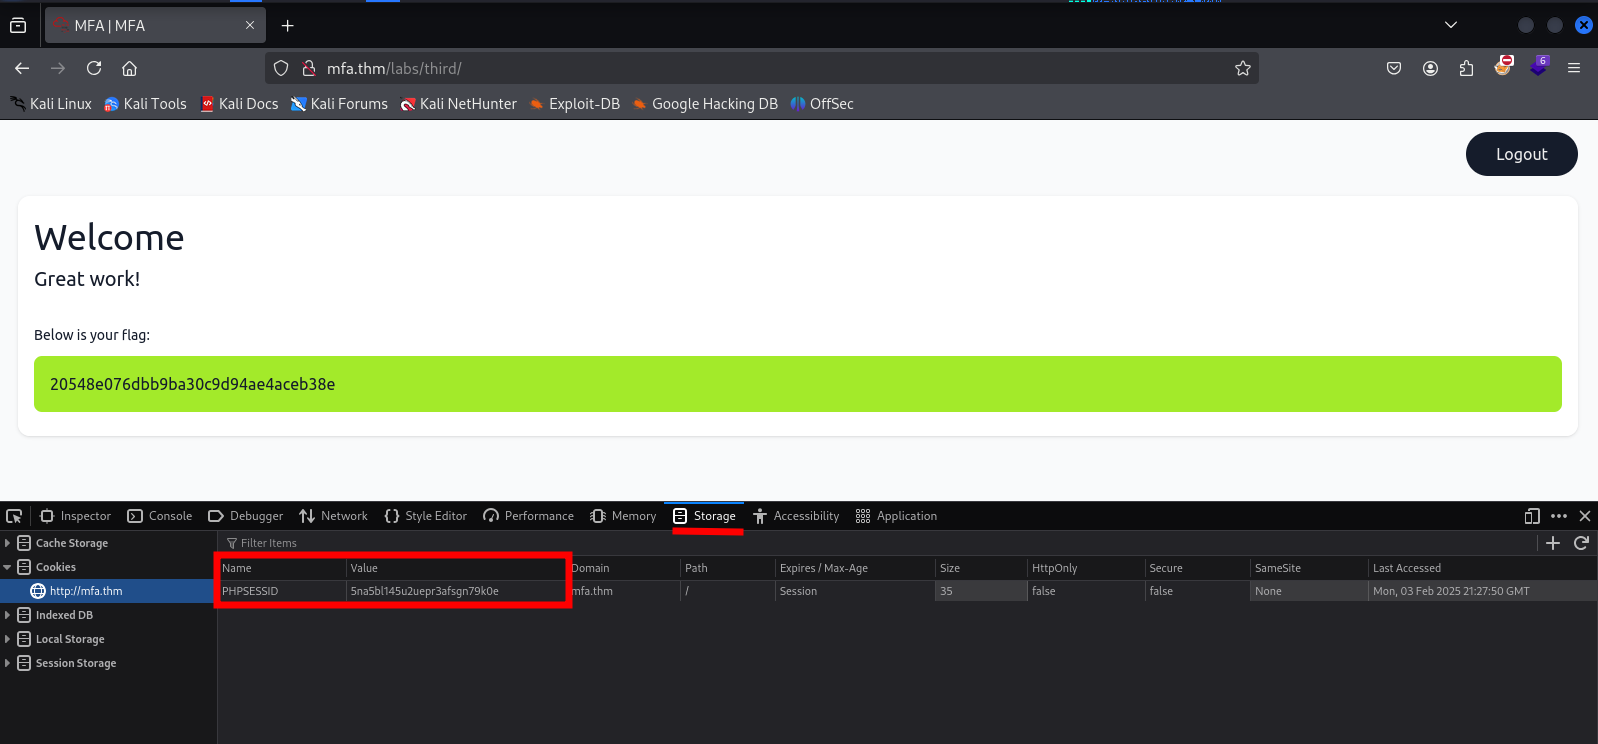 MFA | MFA
mfa.thm/labs/third/
6
Kali Linux Kali Tools Kali Docs Kali Forums Kali NetHunter Exploit-DB Google Hacking DB OffSec
Logout
Welcome
Great work!
Below is your flag:
20548e076dbb9ba30c9d94ae4aceb38e
Inspector Console Debugger Network Style Editor Performance Memory Storage Accessibility Application
Cache Storage
Filter Items
Cookies
Name Value Domain Path Expires / Max-Age Size HttpOnly Secure SameSite Last Accessed
http://mfa.thm
PHPSESSID 5na5bl145u2uepr3afsgn79k0e mfa.thm / Session 35 false false None Mon, 03 Feb 2025 21:27:50 GMT
Indexed DB
Local Storage
Session Storage